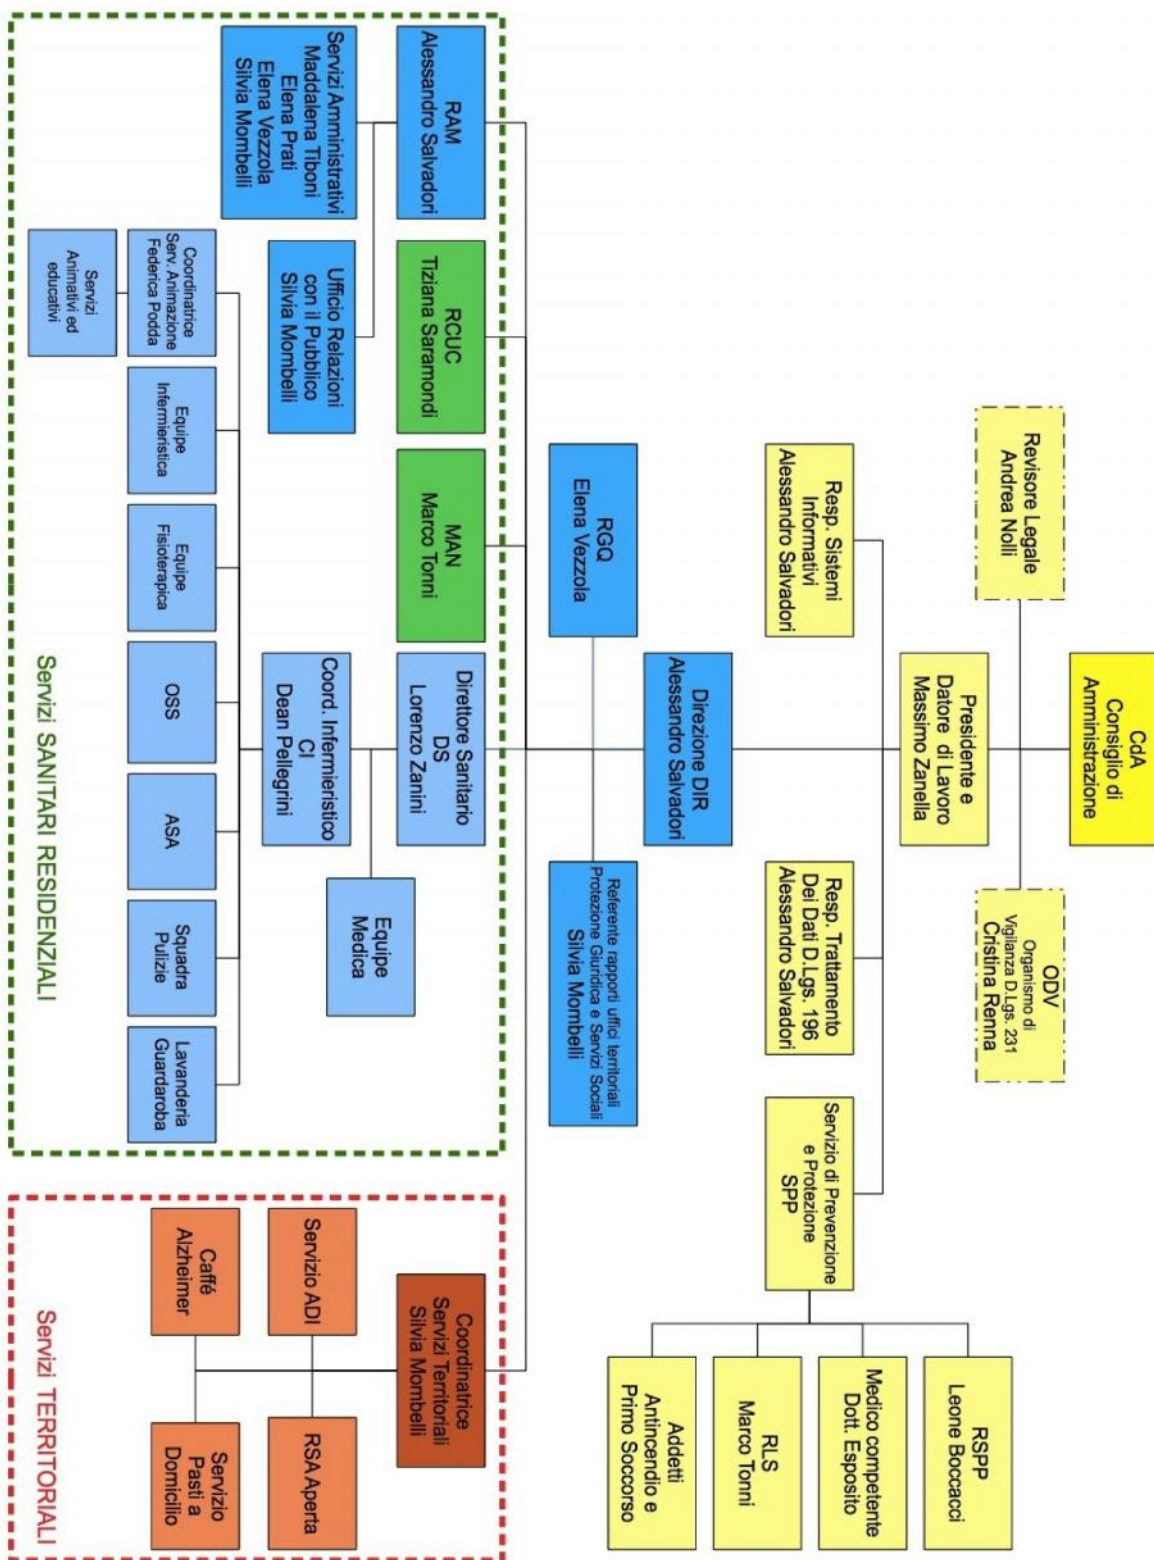 CdA
Consiglio di
Amministrazione
Revisore Legale
Andrea Nolli
ODV
Organismo di
Vigilanza D.Lgs. 231
Cristina Renna
Presidente e
Datore di Lavoro
Massimo Zanella
Resp. Sistemi
Informativi
Alessandro Salvadori
Resp. Trattamento
Dei Dati D.Lgs. 196
Alessandro Salvadori
Servizio di Prevenzione
e Protezione
SPP
RSPP
Leone Boccacci
Medico competente
Dott. Esposito
RLS
Marco Tonni
Addetti
Antincendio e
Primo Soccorso
Direzione DIR
Alessandro Salvadori
RGQ
Elena Vezzola
Referente rapporti uffici territoriali
Protezione Giuridica e Servizi Sociali
Silvia Mombelli
RAM
Alessandro Salvadori
RCUC
Tiziana Saramondi
MAN
Marco Tonni
Direttore Sanitario
DS
Lorenzo Zanini
Coordinatrice
Servizi Territoriali
Silvia Mombelli
Servizi Amministrativi
Maddalena Tiboni
Elena Prati
Elena Vezzola
Silvia Mombelli
Ufficio Relazioni
con il Pubblico
Silvia Mombelli
Equipe
Medica
Coord. Infermieristico
CI
Dean Pellegrini
Servizio ADI
RSA Aperta
Coordinatrice
Serv. Animazione
Federica Podda
Equipe
Infermieristica
Equipe
Fisioterapica
OSS
ASA
Squadra
Pulizie
Lavanderia
Guardaroba
Caffé
Alzheimer
Servizio
Pasti a
Domicilio
Servizi
Animativi ed
educativi
Servizi SANITARI RESIDENZIALI
Servizi TERRITORIALI